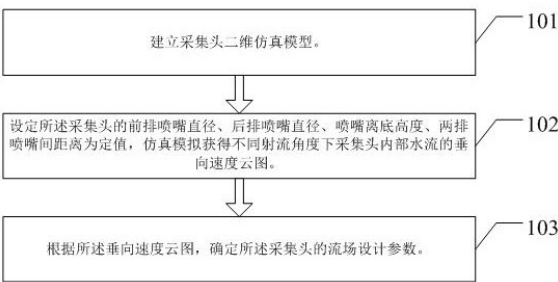 101
建立采集头二维仿真模型。
102
设定所述采集头的前排喷嘴直径、后排喷嘴直径、喷嘴离底高度、两排
喷嘴间距离为定值，仿真模拟获得不同射流角度下采集头内部水流的垂
向速度云图。
103
根据所述垂向速度云图，确定所述采集头的流场设计参数。